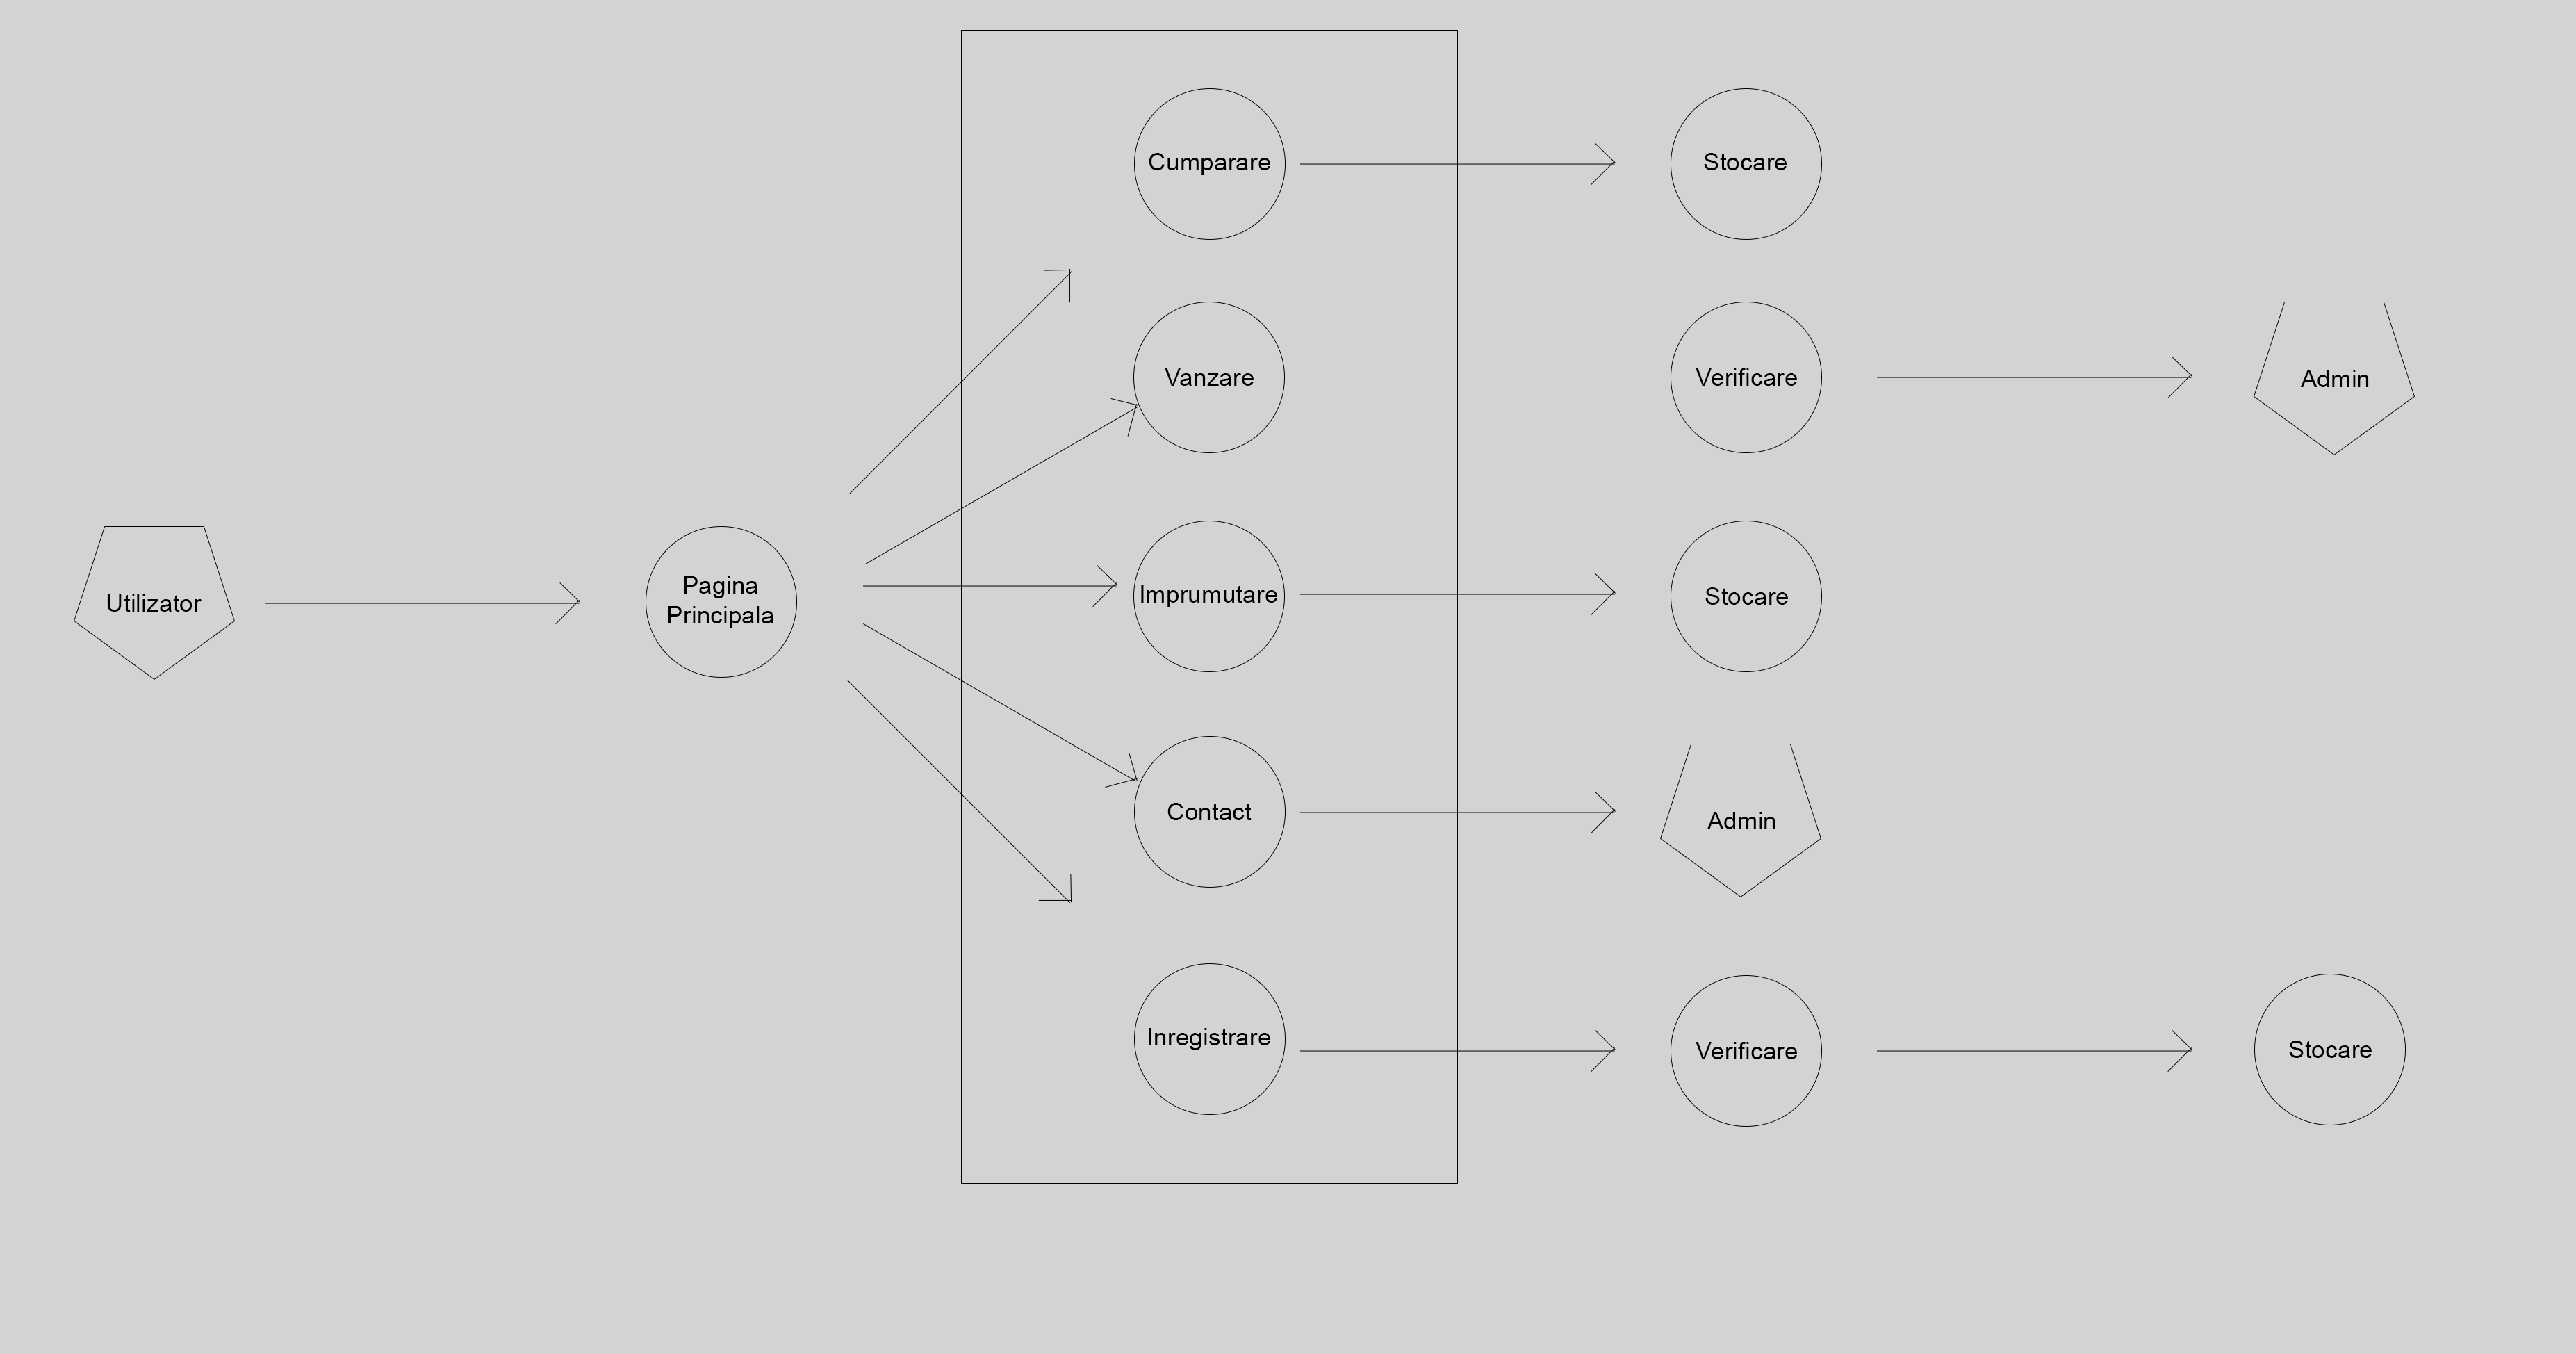 Cumparare
Stocare
Vanzare
Verificare
Admin
Utilizator
Pagina
Principala
Imprumutare
Stocare
Contact
Admin
Inregistrare
Verificare
Stocare